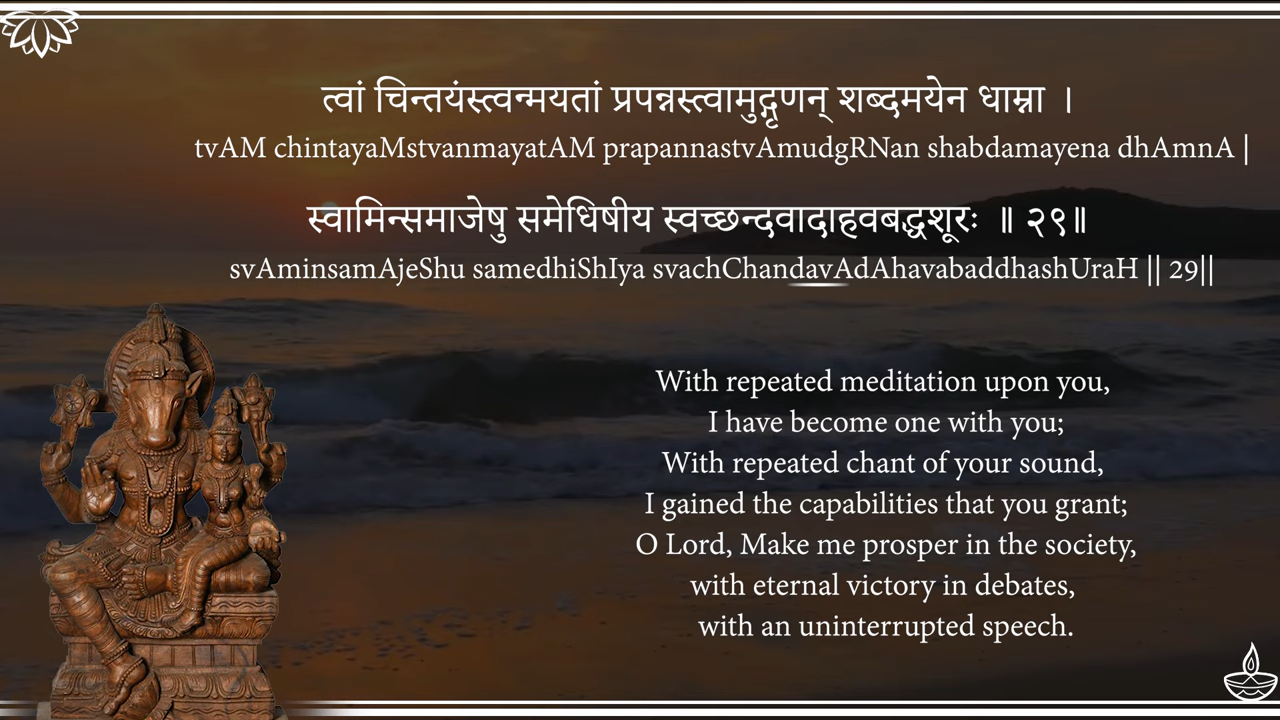 त्वां चिन्तयंस्त्वन्मयतां प्रपन्नस्त्वामुद्गृणन् शब्दमयेन धाम्ना ।
tvAM chintayaMstvanmayatAM prapannastvAmudgRNan shabdamayena dhAmnA |
स्वामिन्समाजेषु समेधिषीय स्वच्छन्दवादाहवबद्धशूरः ॥ २९॥
svAminsamAjeShu samedhiShIya svachChandavAdAhavabaddhashUraH || 29||
With repeated meditation upon you,
I have become one with you;
With repeated chant of your sound,
I gained the capabilities that you grant;
O Lord, Make me prosper in the society,
with eternal victory in debates,
with an uninterrupted speech.